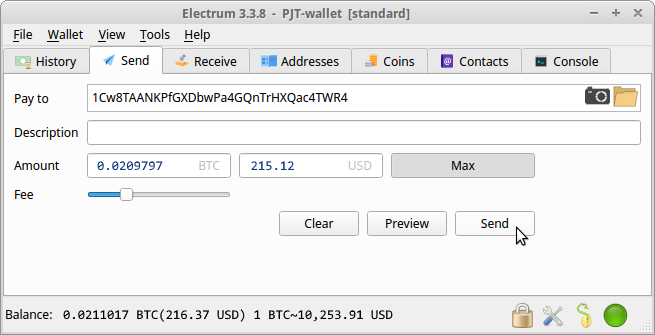 Electrum 3.3.8 - PJT-wallet [standard]
File Wallet View Tools Help
History Send Receive Addresses Coins Contacts Console
Pay to 1Cw8TAANKPfGXDbwPa4GQnTrHXQac4TWR4
Description
Amount 0.0209797 BTC 215.12 USD Max
Fee
Clear Preview Send
Balance: 0.0211017 BTC(216.37 USD) 1 BTC~10,253.91 USD